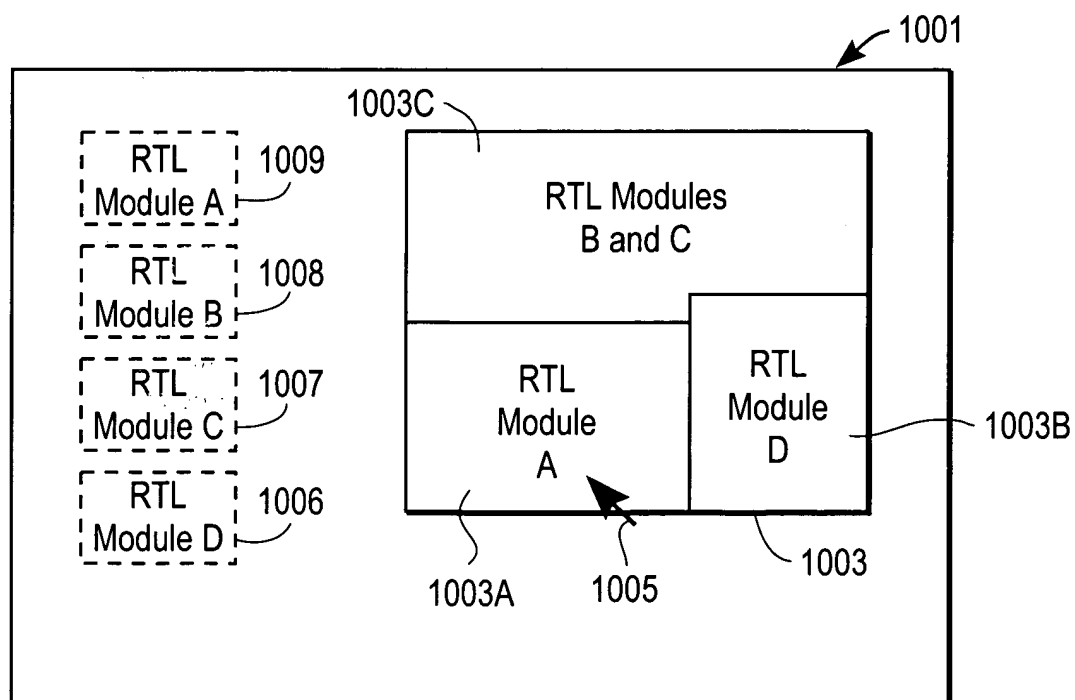 1001
1003C
RTL
Module A
1009
RTL
Module B
1008
RTL
Module C
1007
RTL
Module D
1006
RTL Modules
B and C
RTL
Module
A
RTL
Module
D
1003B
1003A
1005
1003